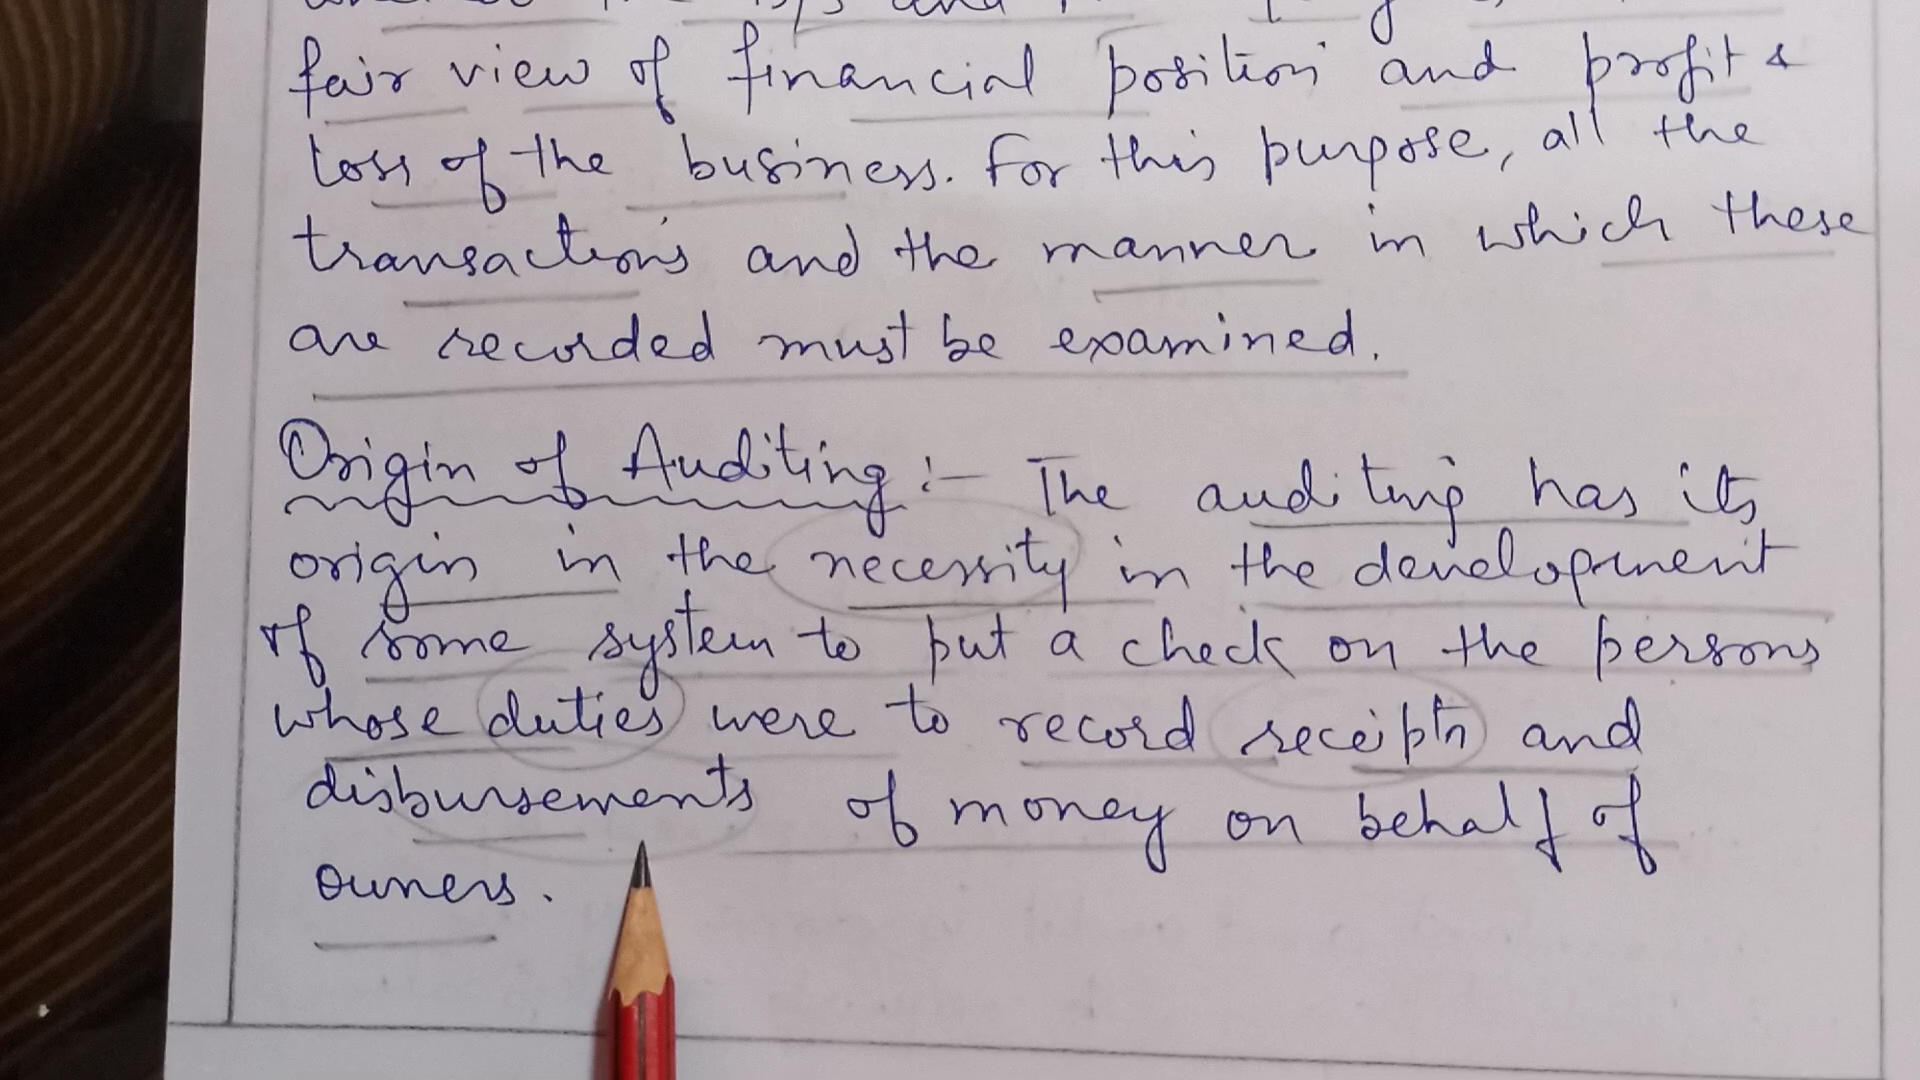 fair view of financial position and profit &
loss of the business. For this purpose, all the
transactions and the manner in which these
are recorded must be examined.
Origin of Auditing :- The auditing has its
origin in the necessity in the development
of some system to put a check on the persons
whose duties were to record receipts and
disbursements of money on behalf of
owners.